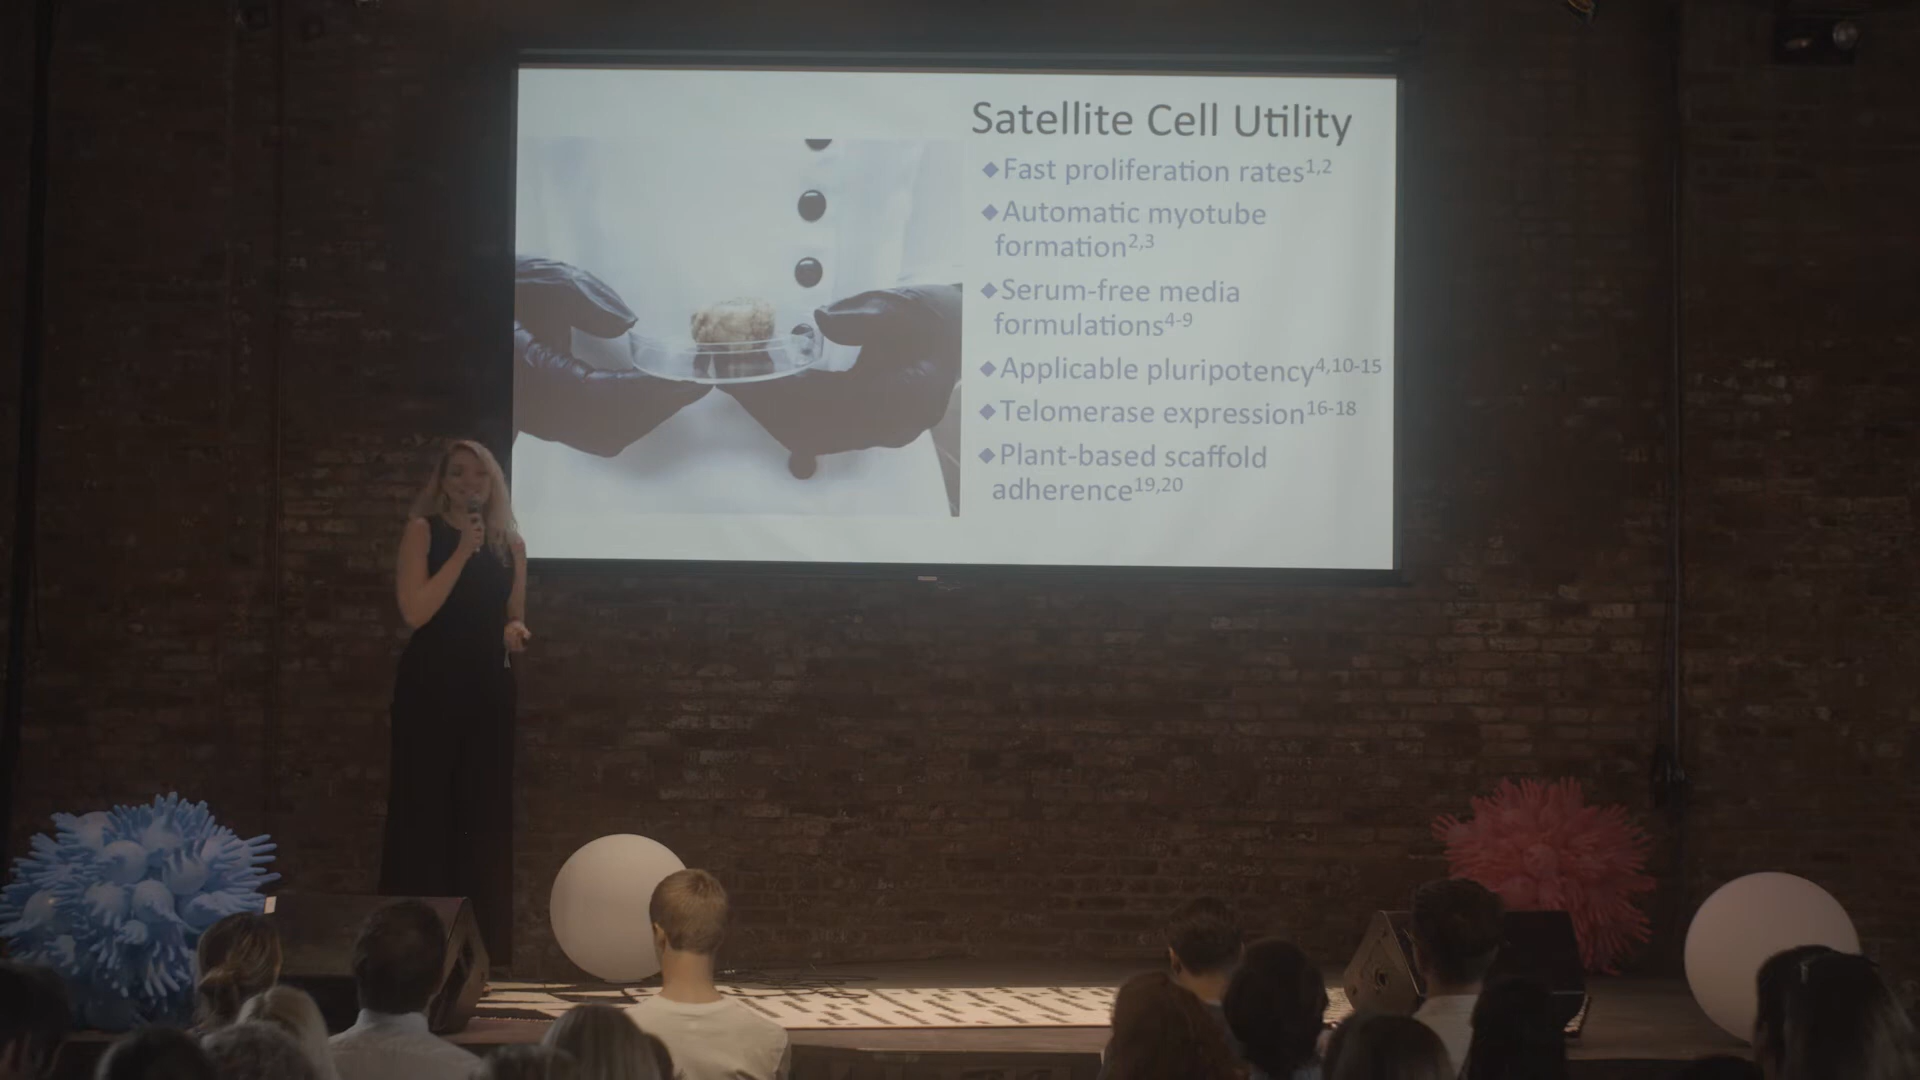 Satellite Cell Utility
◆Fast proliferation rates1,2
◆Automatic myotube
formation2,3
◆Serum-free media
formulations4-9
◆Applicable pluripotency4,10-15
◆Telomerase expression16-18
◆Plant-based scaffold
adherence19,20